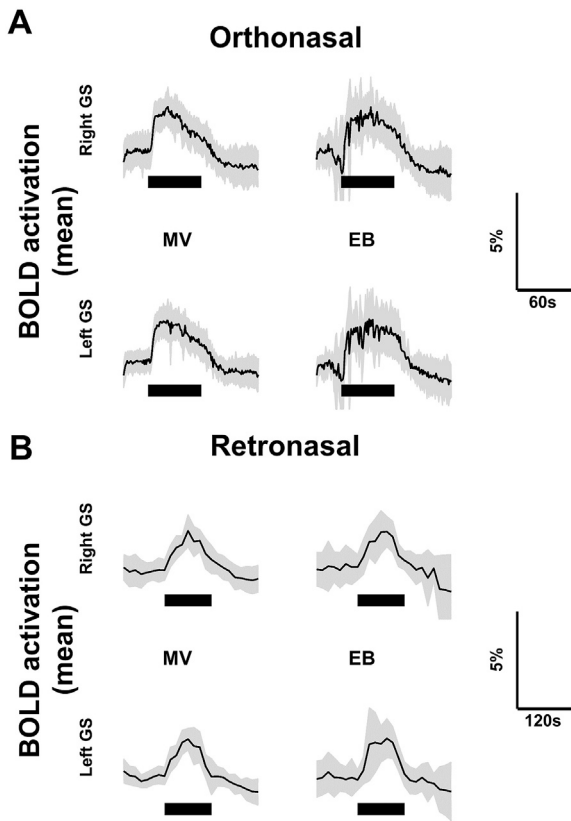 A
Orthonasal
BOLD activation
(mean)
Right GS
MV
EB
Left GS
5%
60s
B
Retronasal
BOLD activation
(mean)
Right GS
MV
EB
Left GS
5%
120s